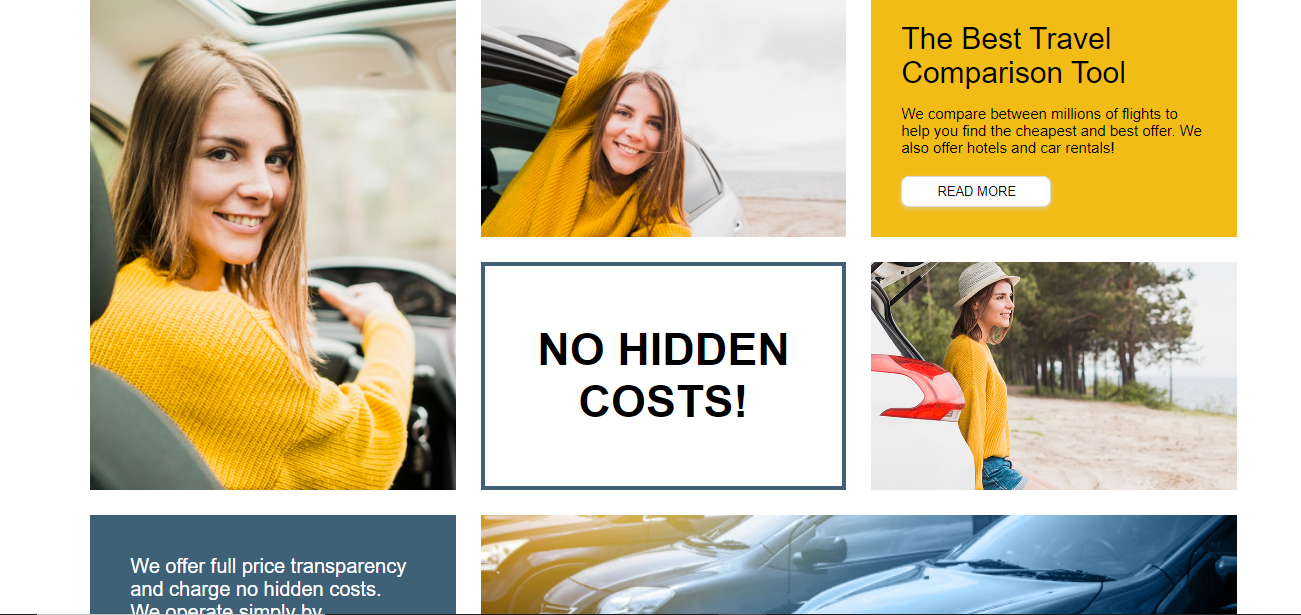 The Best Travel
Comparison Tool
We compare between millions of flights to
help you find the cheapest and best offer. We
also offer hotels and car rentals!
READ MORE
NO HIDDEN
COSTS!
We offer full price transparency
and charge no hidden costs.
We operate simply by